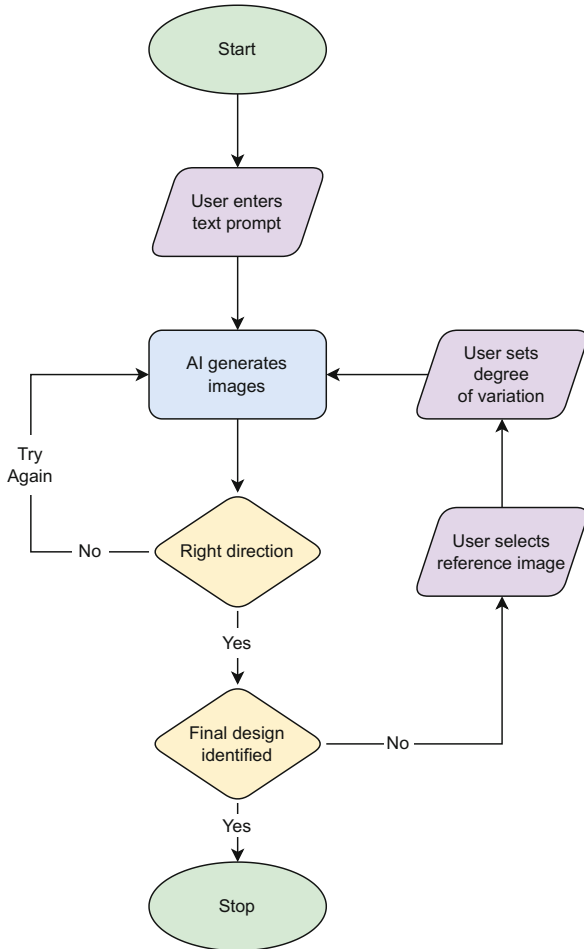 Start
User enters
text prompt
AI generates
images
User sets
degree
of variation
Try
Again
No
Right direction
User selects
reference image
Yes
Final design
identified
No
Yes
Stop